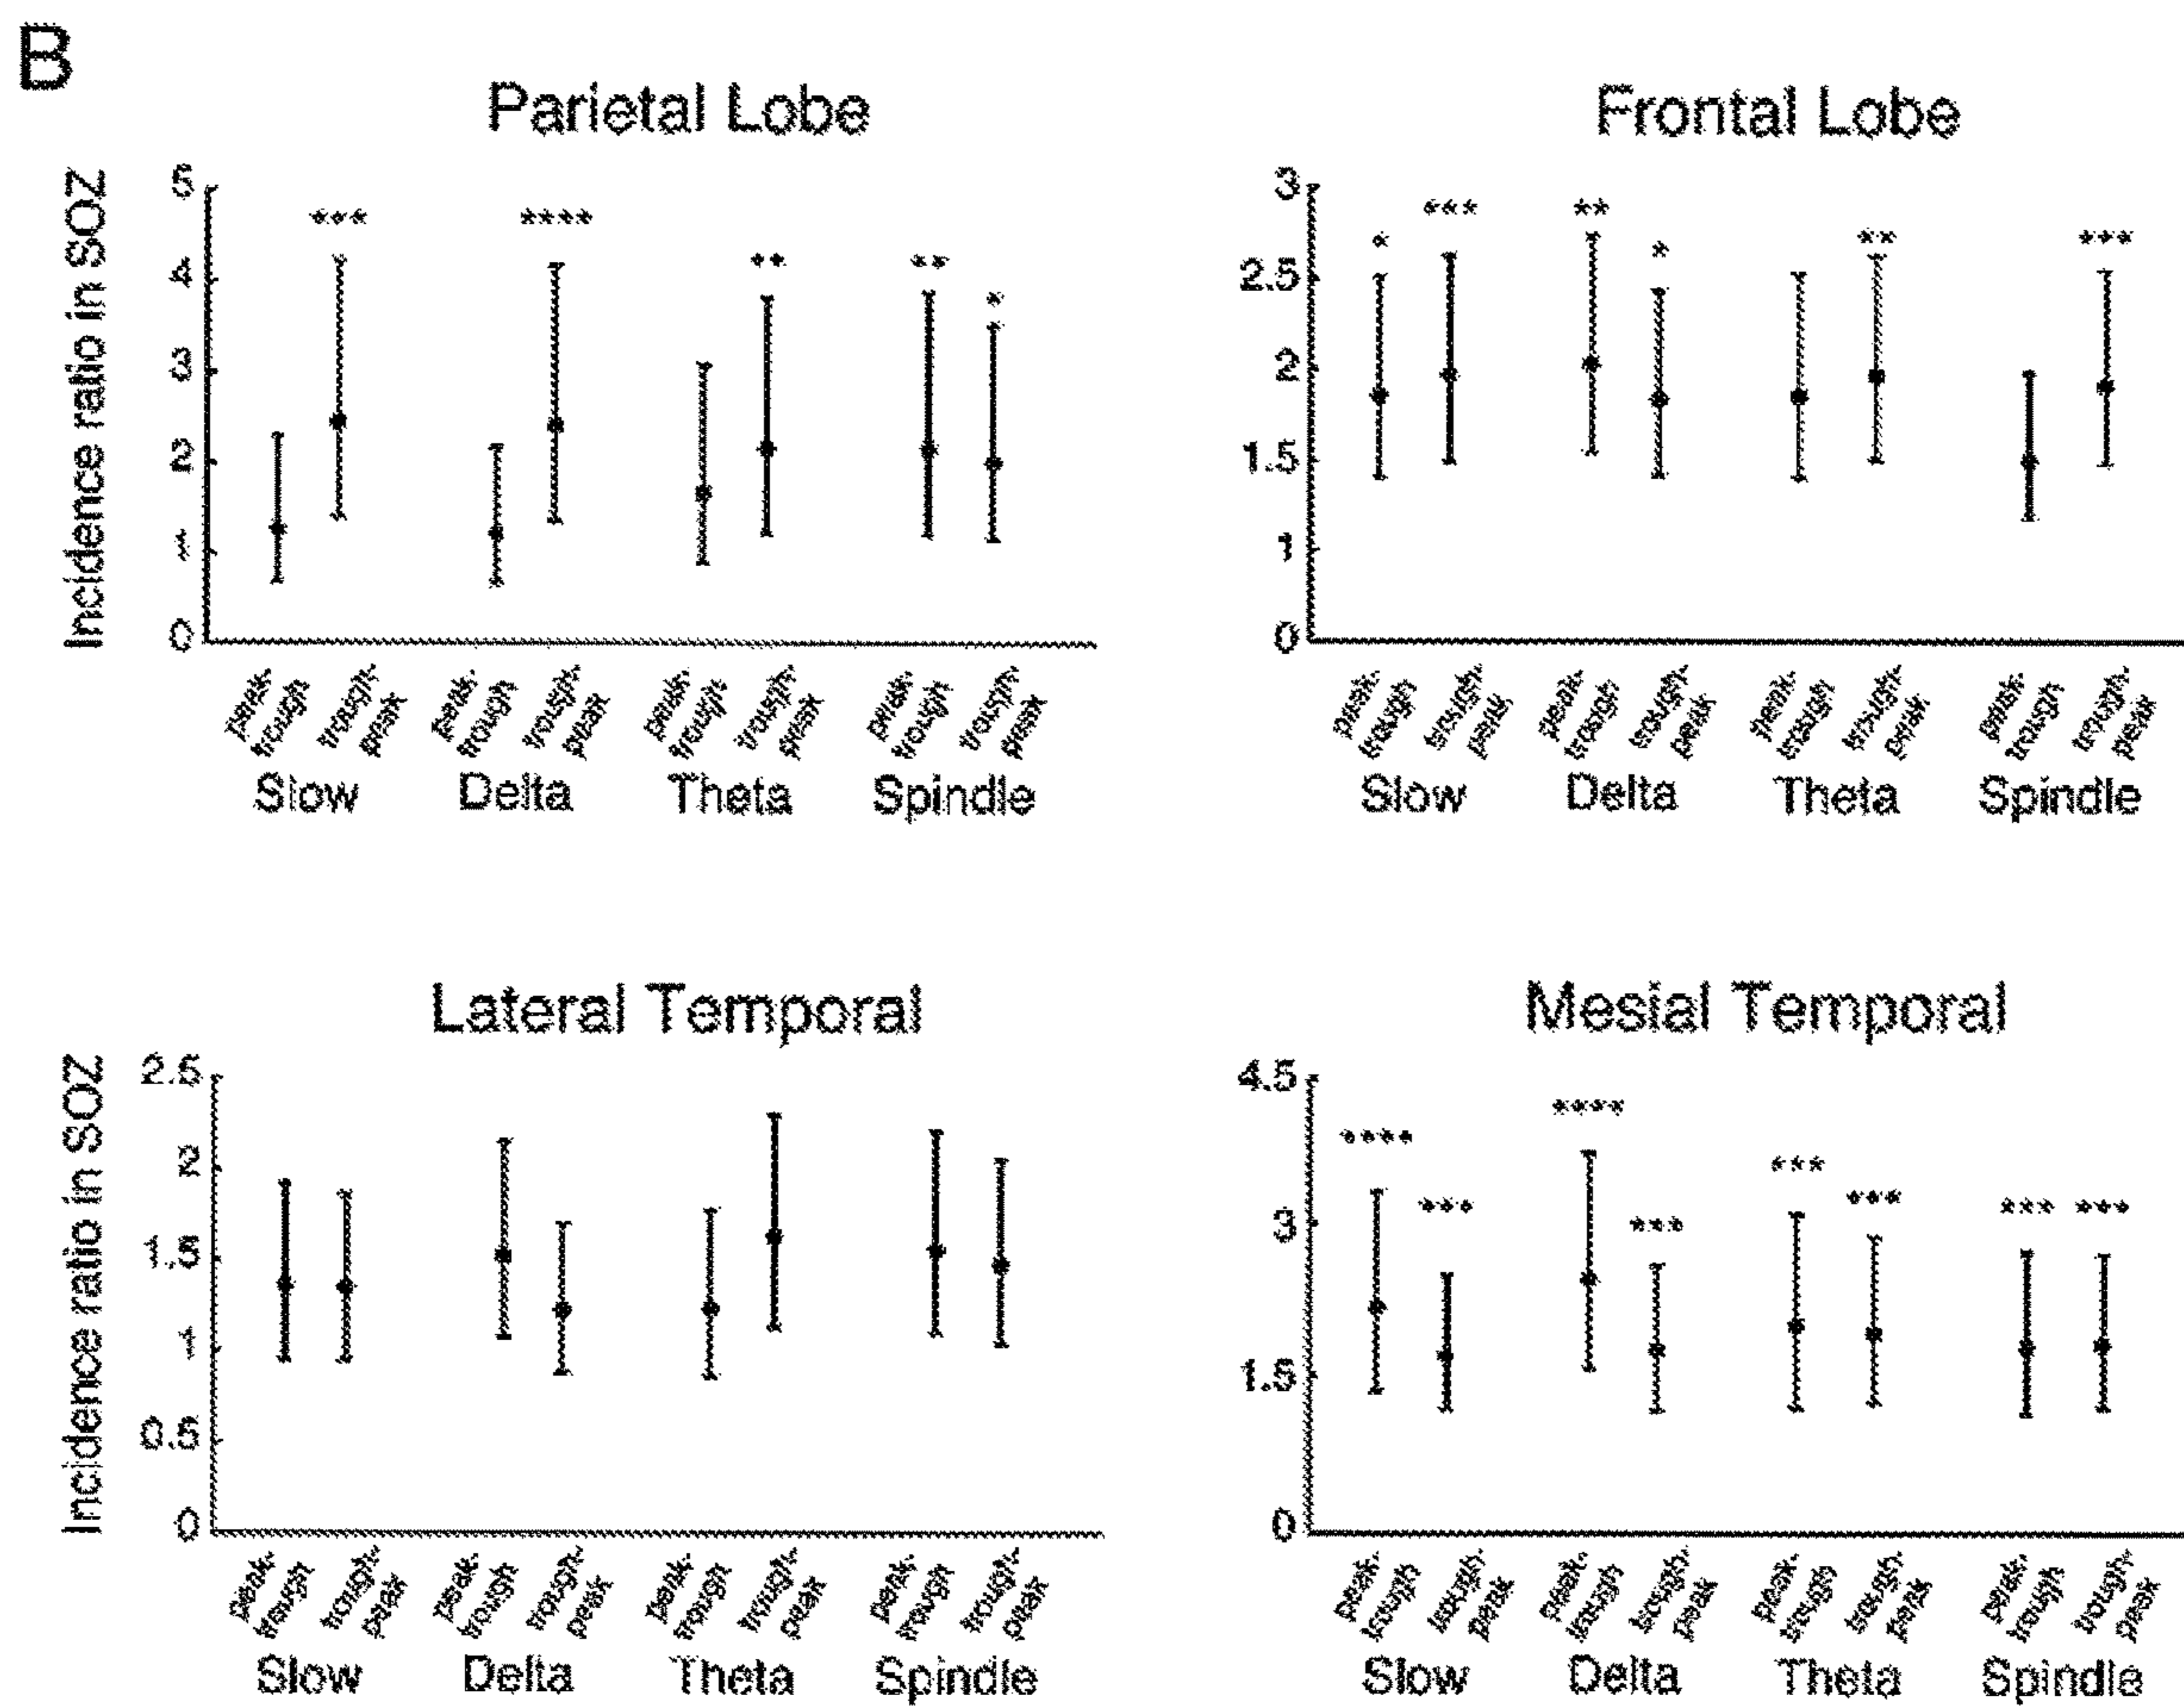 B
Parietal Lobe
Incidence ratio in SOZ
5
4
3
2
1
0
*** **** ** ** *
peak-trough trough-peak peak-trough trough-peak peak-trough trough-peak peak-trough trough-peak
Slow Delta Theta Spindle
Frontal Lobe
3
2.5
2
1.5
1
0
* *** ** * ** ***
peak-trough trough-peak peak-trough trough-peak peak-trough trough-peak peak-trough trough-peak
Slow Delta Theta Spindle
Lateral Temporal
Incidence ratio in SOZ
2.5
2
1.5
1
0.5
0
peak-trough trough-peak peak-trough trough-peak peak-trough trough-peak peak-trough trough-peak
Slow Delta Theta Spindle
Mesial Temporal
4.5
3
1.5
0
**** *** **** *** *** *** *** ***
peak-trough trough-peak peak-trough trough-peak peak-trough trough-peak peak-trough trough-peak
Slow Delta Theta Spindle